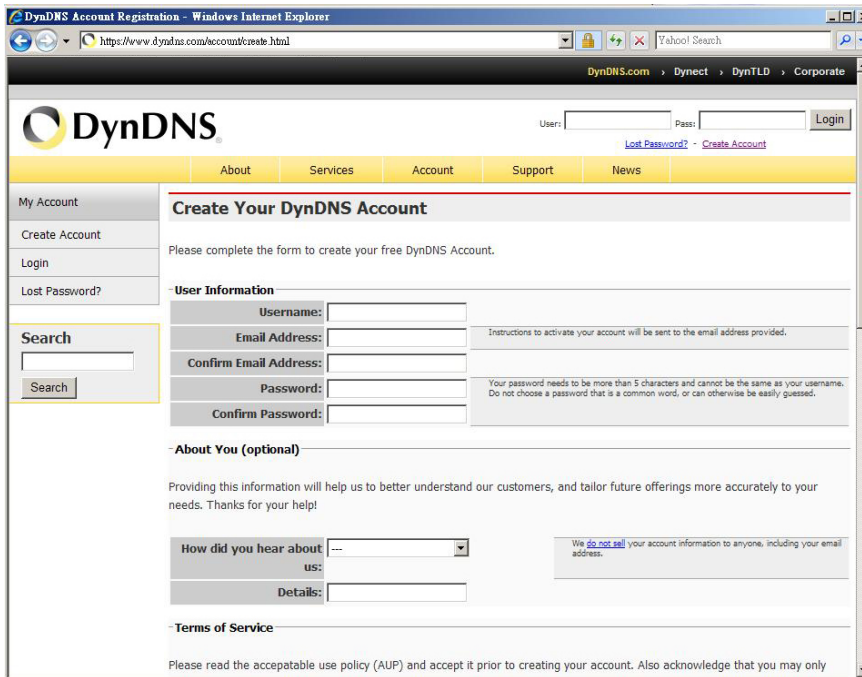 DynDNS Account Registration - Windows Internet Explorer
https://www.dyndns.com/account/create.html
Yahoo! Search
DynDNS.com › Dynect › DynTLD › Corporate
DynDNS
User: Pass: Login
Lost Password? - Create Account
About Services Account Support News
My Account
Create Account
Login
Lost Password?
Search
Search
Create Your DynDNS Account
Please complete the form to create your free DynDNS Account.
User Information
Username:
Email Address:
Instructions to activate your account will be sent to the email address provided.
Confirm Email Address:
Password:
Your password needs to be more than 5 characters and cannot be the same as your username.
Do not choose a password that is a common word, or can otherwise be easily guessed.
Confirm Password:
About You (optional)
Providing this information will help us to better understand our customers, and tailor future offerings more accurately to your
needs. Thanks for your help!
How did you hear about
us:
---
We do not sell your account information to anyone, including your email
address.
Details:
Terms of Service
Please read the accepatable use policy (AUP) and accept it prior to creating your account. Also acknowledge that you may only